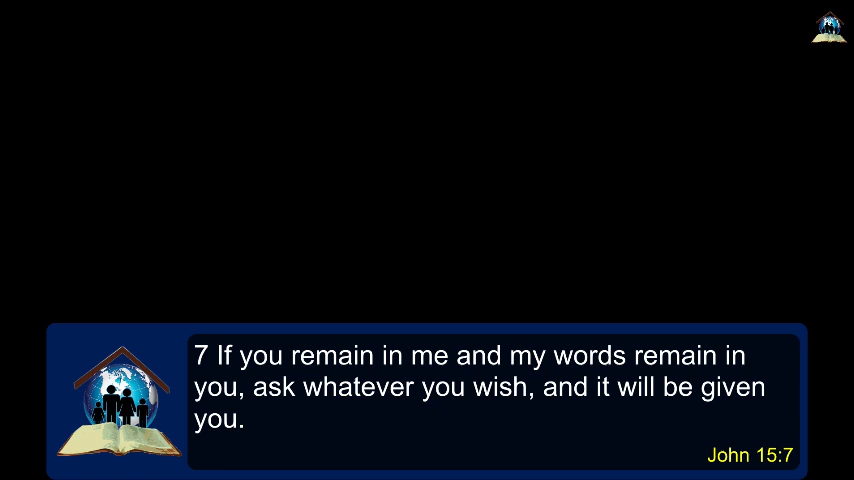 7 If you remain in me and my words remain in
you, ask whatever you wish, and it will be given
you.
John 15:7